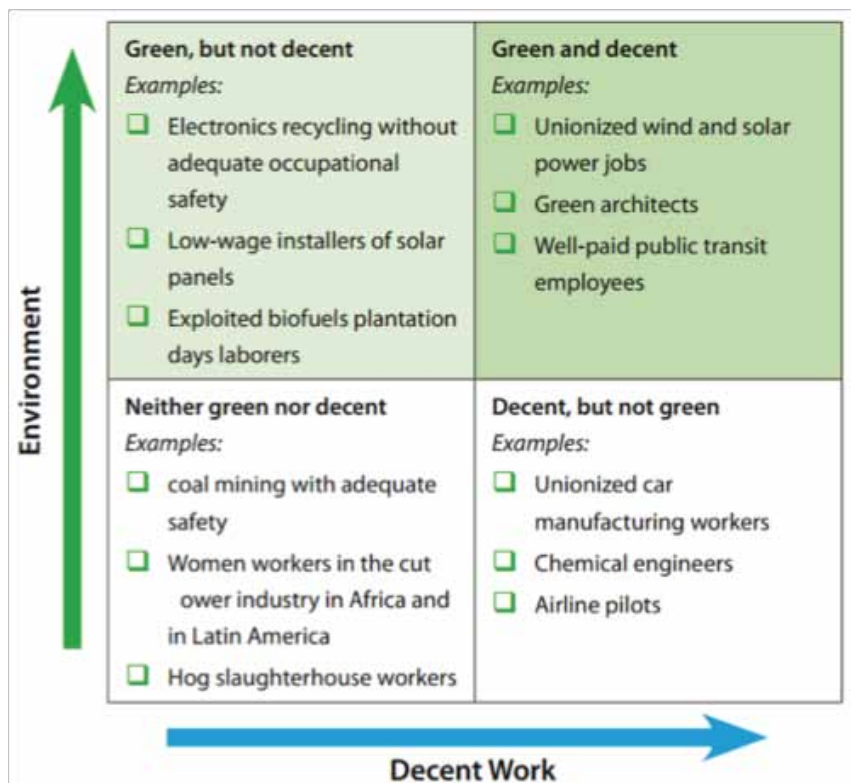 Environment
Green, but not decent
Examples:
❑ Electronics recycling without
adequate occupational
safety
❑ Low-wage installers of solar
panels
❑ Exploited biofuels plantation
days laborers
Green and decent
Examples:
❑ Unionized wind and solar
power jobs
❑ Green architects
❑ Well-paid public transit
employees
Neither green nor decent
Examples:
❑ coal mining with adequate
safety
❑ Women workers in the cut
ower industry in Africa and
in Latin America
❑ Hog slaughterhouse workers
Decent, but not green
Examples:
❑ Unionized car
manufacturing workers
❑ Chemical engineers
❑ Airline pilots
Decent Work